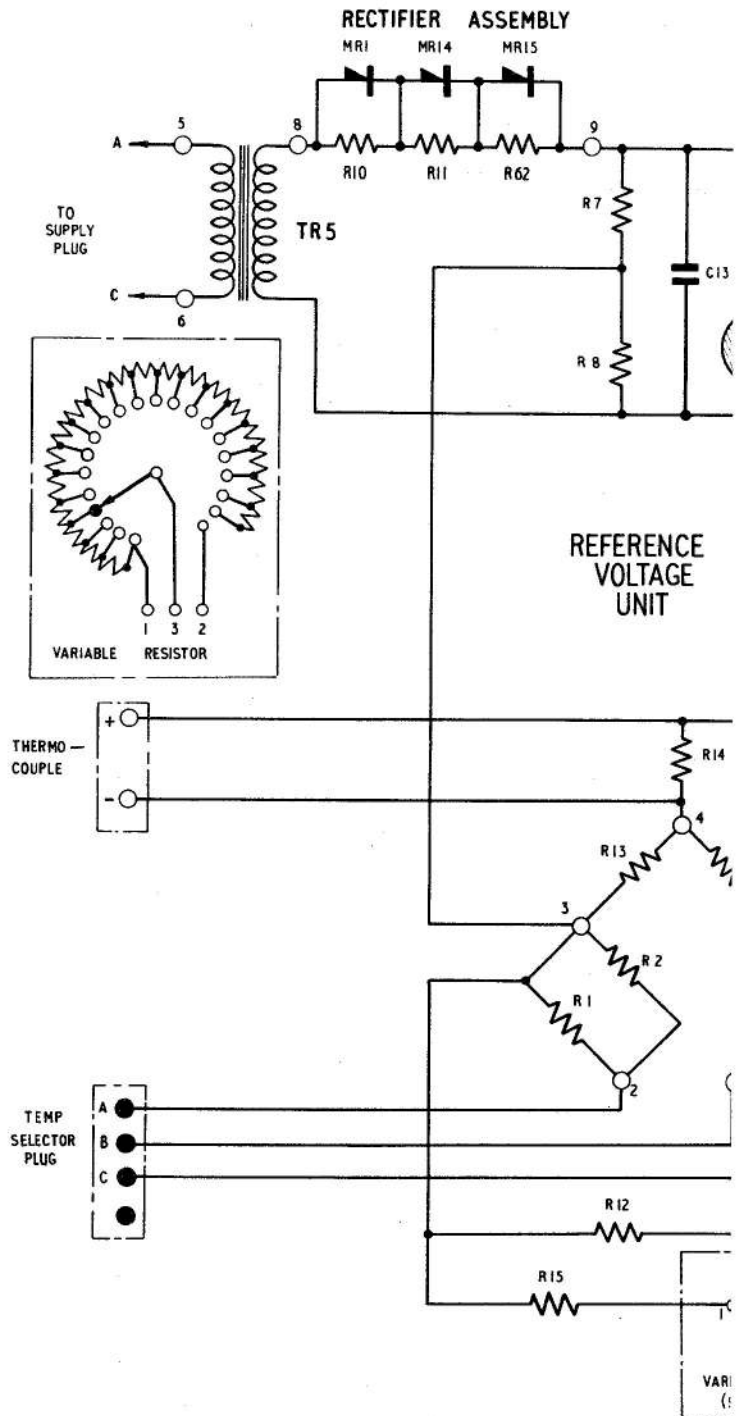 RECTIFIER ASSEMBLY
MR1 MR14 MR15
5 8 9
A
R10 R11 R62
R7
TO
SUPPLY
PLUG
TR5
C13
C
6
R8
REFERENCE
VOLTAGE
UNIT
1 3 2
VARIABLE RESISTOR
+
THERMO-
COUPLE
-
R14
4
R13
3
R2
R1
2
TEMP
SELECTOR
PLUG
A
B
C
R12
R15
1